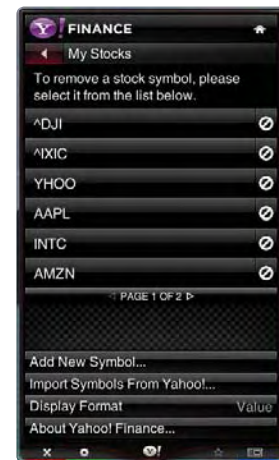 Y! FINANCE
My Stocks
To remove a stock symbol, please
select it from the list below.
^DJI
^IXIC
YHOO
AAPL
INTC
AMZN
PAGE 1 OF 2
Add New Symbol...
Import Symbols From Yahoo!...
Display Format Value
About Yahoo! Finance...
Y!